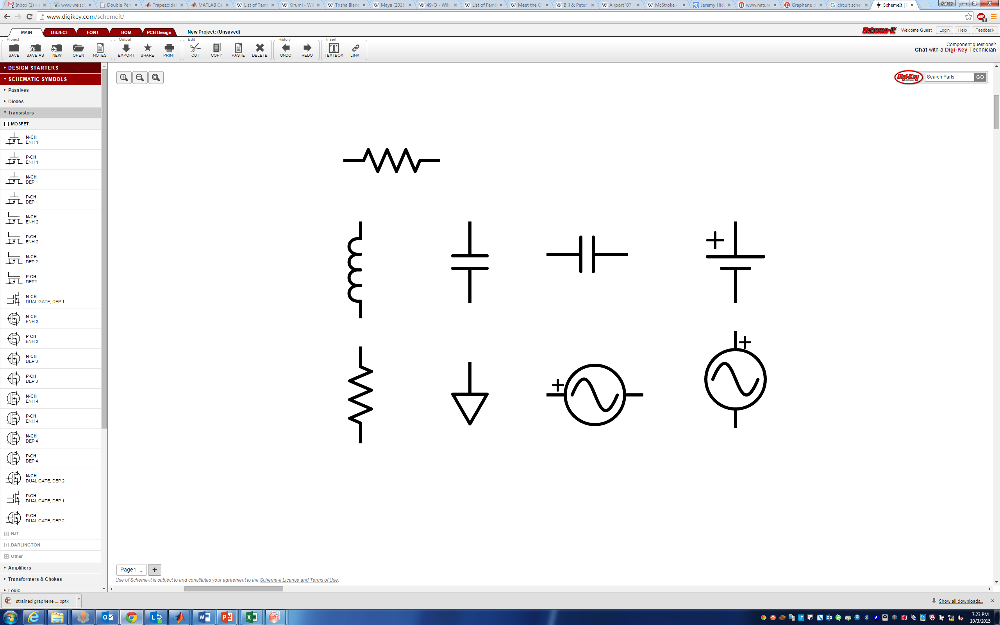 Inbox (1) - s
www.weisci
Double Pen
Trapezoidal
MATLAB Ce
List of Tami
Kirumi - Wi
Trisha Illana
Maya (2015
49-O - Wiki
List of Famil
Meet the Q
Bill & Peter'
Airport '07
McStroke -
Jeremy Hick
www.nature
Graphene p
circuit sche
SchemeIt | F
Suhas
www.digikey.com/schemeit/
ABP
1
MAIN
OBJECT
FONT
BOM
PCB Design
New Project: (Unsaved)
Scheme-it
Welcome Guest
Login
Help
Feedback
Project
Output
Edit
History
Insert
SAVE
SAVE AS
NEW
OPEN
NOTES
EXPORT
SHARE
PRINT
CUT
COPY
PASTE
DELETE
UNDO
REDO
TEXTBOX
LINK
Component questions?
Chat with a Digi-Key Technician
DESIGN STARTERS
SCHEMATIC SYMBOLS
Passives
Diodes
Transistors
MOSFET
N-CH
ENH 1
P-CH
ENH 1
N-CH
DEP 1
P-CH
DEP 1
N-CH
ENH 2
P-CH
ENH 2
N-CH
DEP 2
P-CH
DEP2
N-CH
DUAL GATE, DEP 1
N-CH
ENH 3
P-CH
ENH 3
N-CH
DEP 3
P-CH
DEP 3
N-CH
ENH 4
P-CH
ENH 4
N-CH
DEP 4
P-CH
DEP 4
N-CH
DUAL GATE, DEP 2
P-CH
DUAL GATE, DEP 1
P-CH
DUAL GATE, DEP 2
BJT
DARLINGTON
Other
Amplifiers
Transformers & Chokes
Logic
Digi-Key
Search Parts
GO
+
+
+
Page1
+
Use of Scheme-it is subject to and constitutes your agreement to the Scheme-it License and Terms of Use.
strained graphene ....pptx
Show all downloads...
7:23 PM
10/3/2015